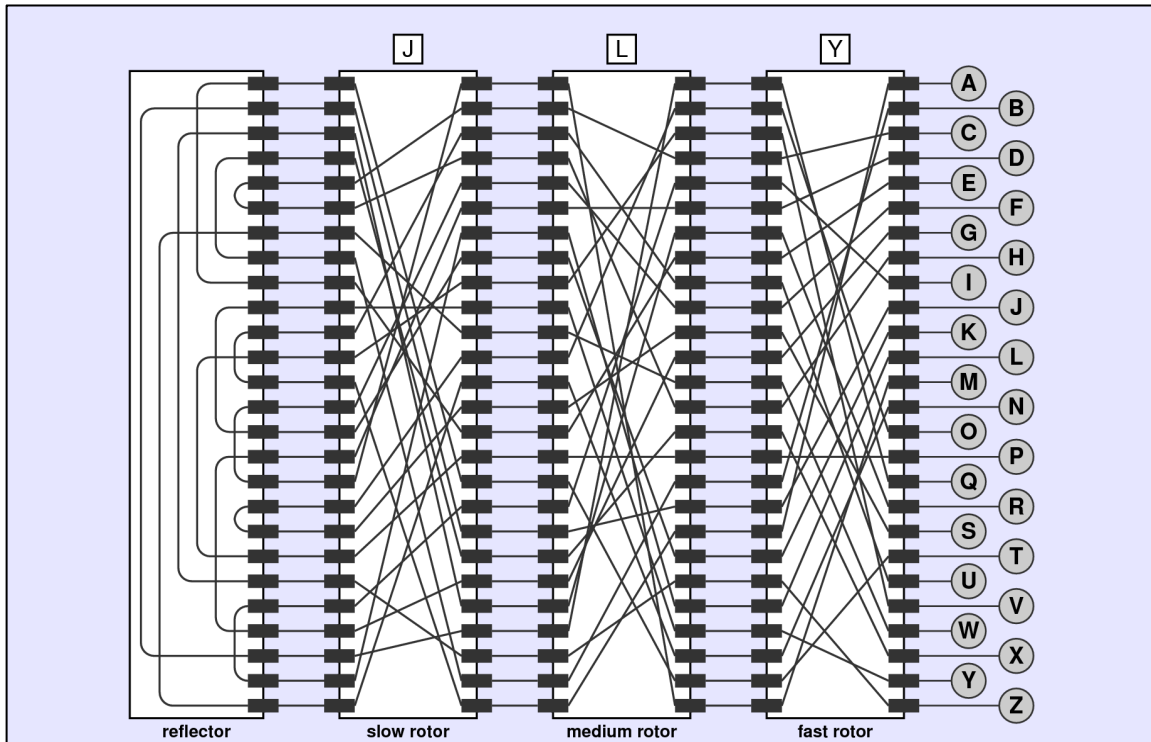 J L Y
A
B
C
D
E
F
G
H
I
J
K
L
M
N
O
P
Q
R
S
T
U
V
W
X
Y
Z
reflector slow rotor medium rotor fast rotor